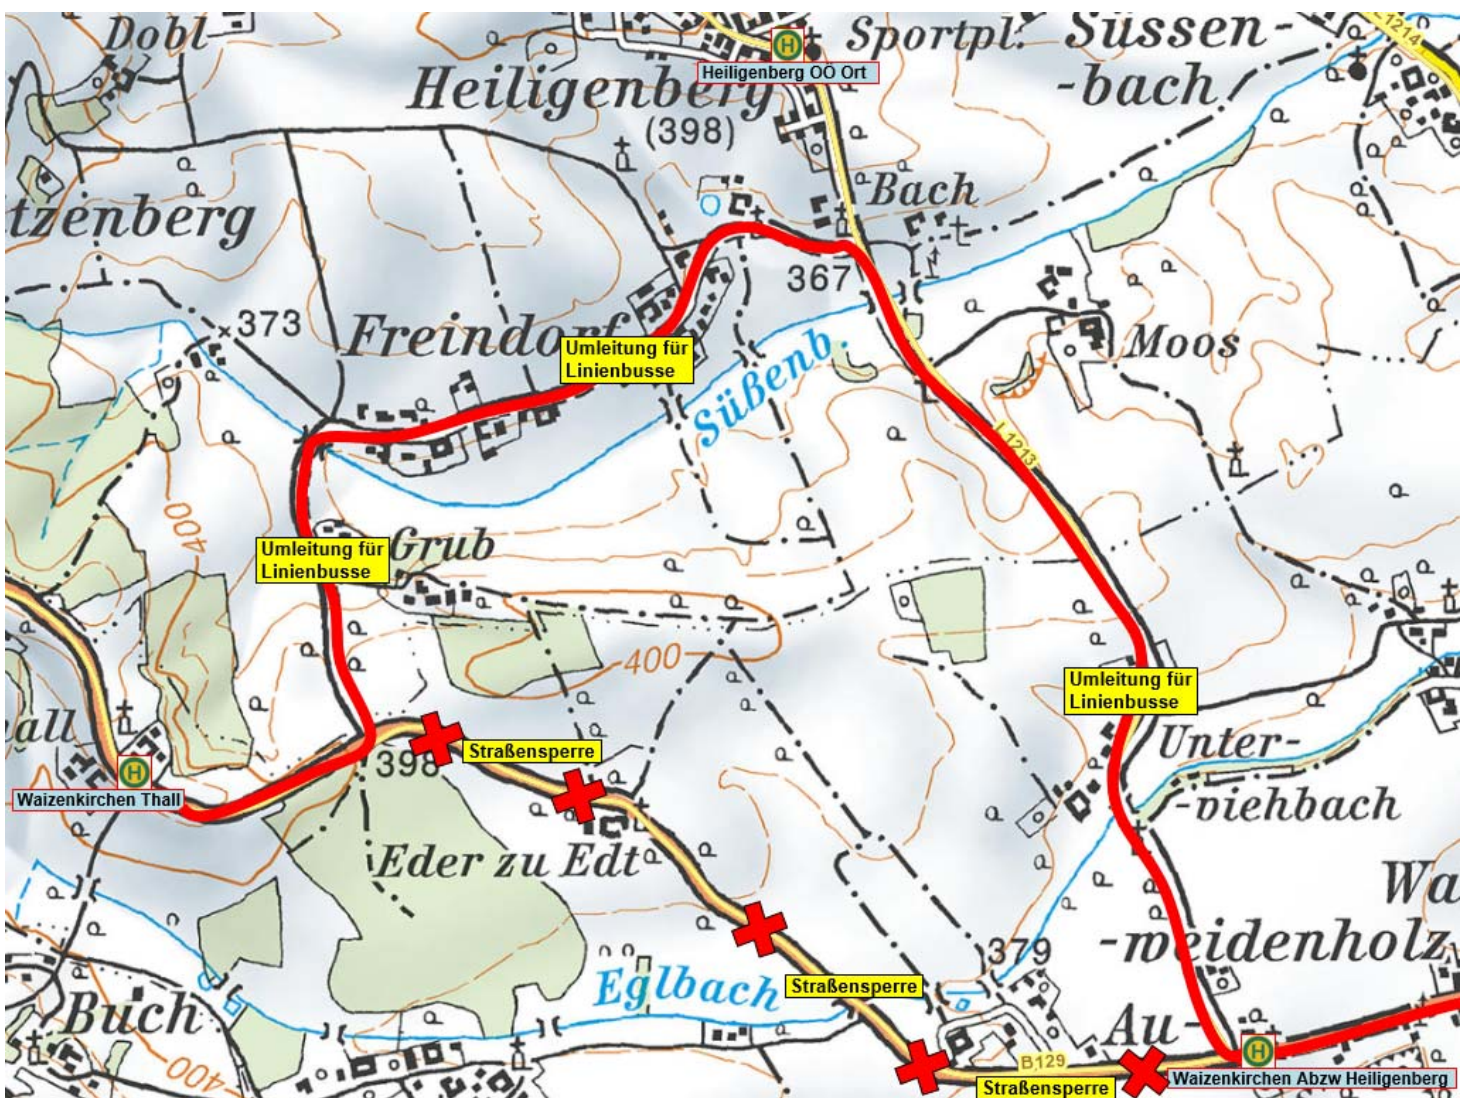 Dobl
H
Heiligenberg OÖ Ort
Sportpl.
Süssen-
-bach
L1214
Heiligenberg
(398)
Bach
tzenberg
367
373
Freindorf
Umleitung für
Linienbusse
Süßenb.
Moos
L1213
400
Umleitung für
Linienbusse
Grub
400
Umleitung für
Linienbusse
all
H
Waizenkirchen Thall
398
Straßensperre
Unter-
-viehbach
Eder zu Edt
Wa
-weidenholz
379
Eglbach
Straßensperre
Buch
Au-
400
B129
H
Straßensperre
Waizenkirchen Abzw Heiligenberg